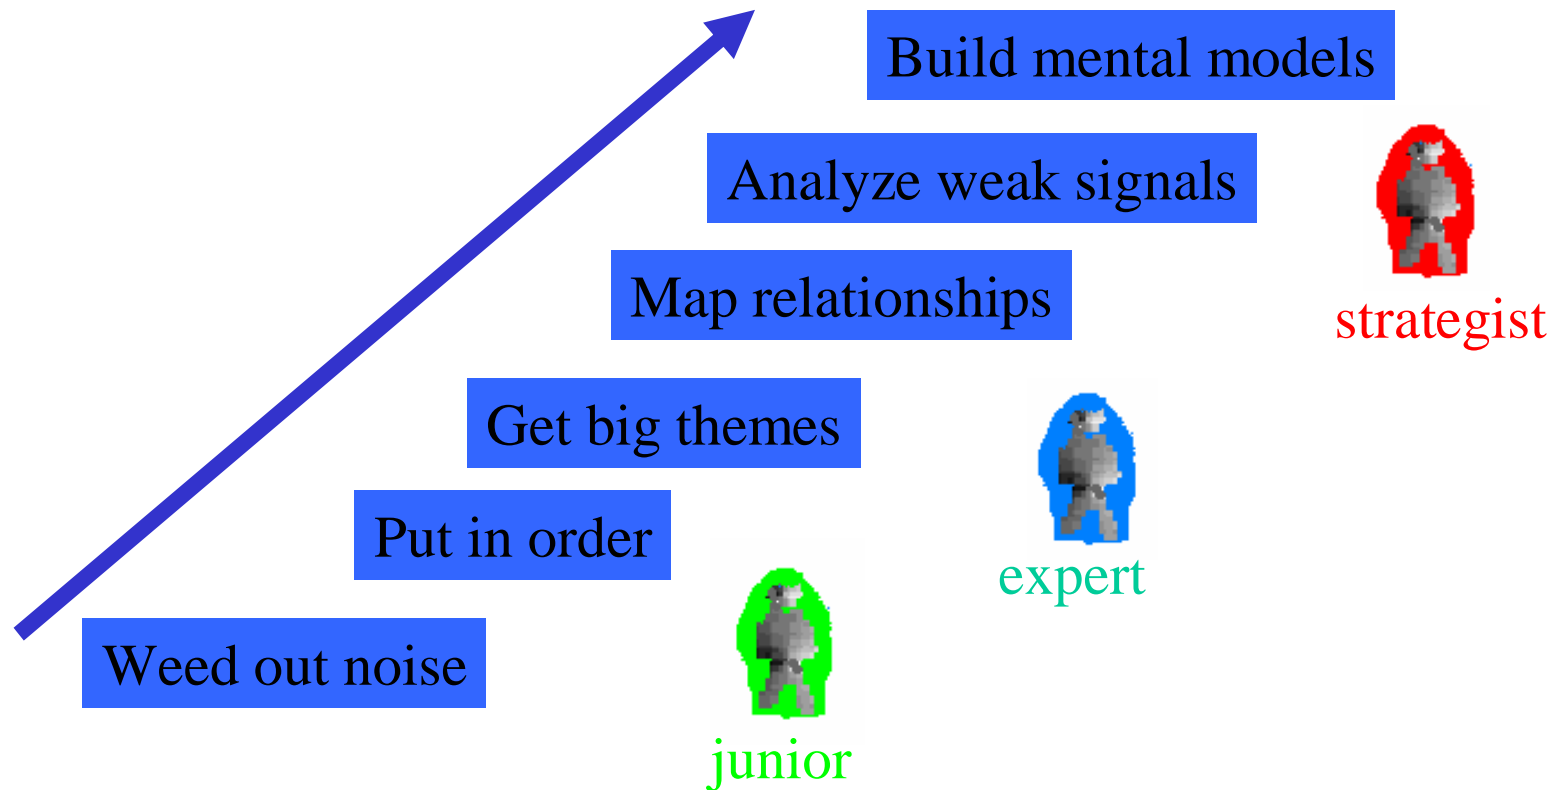 Build mental models
Analyze weak signals
Map relationships
strategist
Get big themes
Put in order
expert
Weed out noise
junior